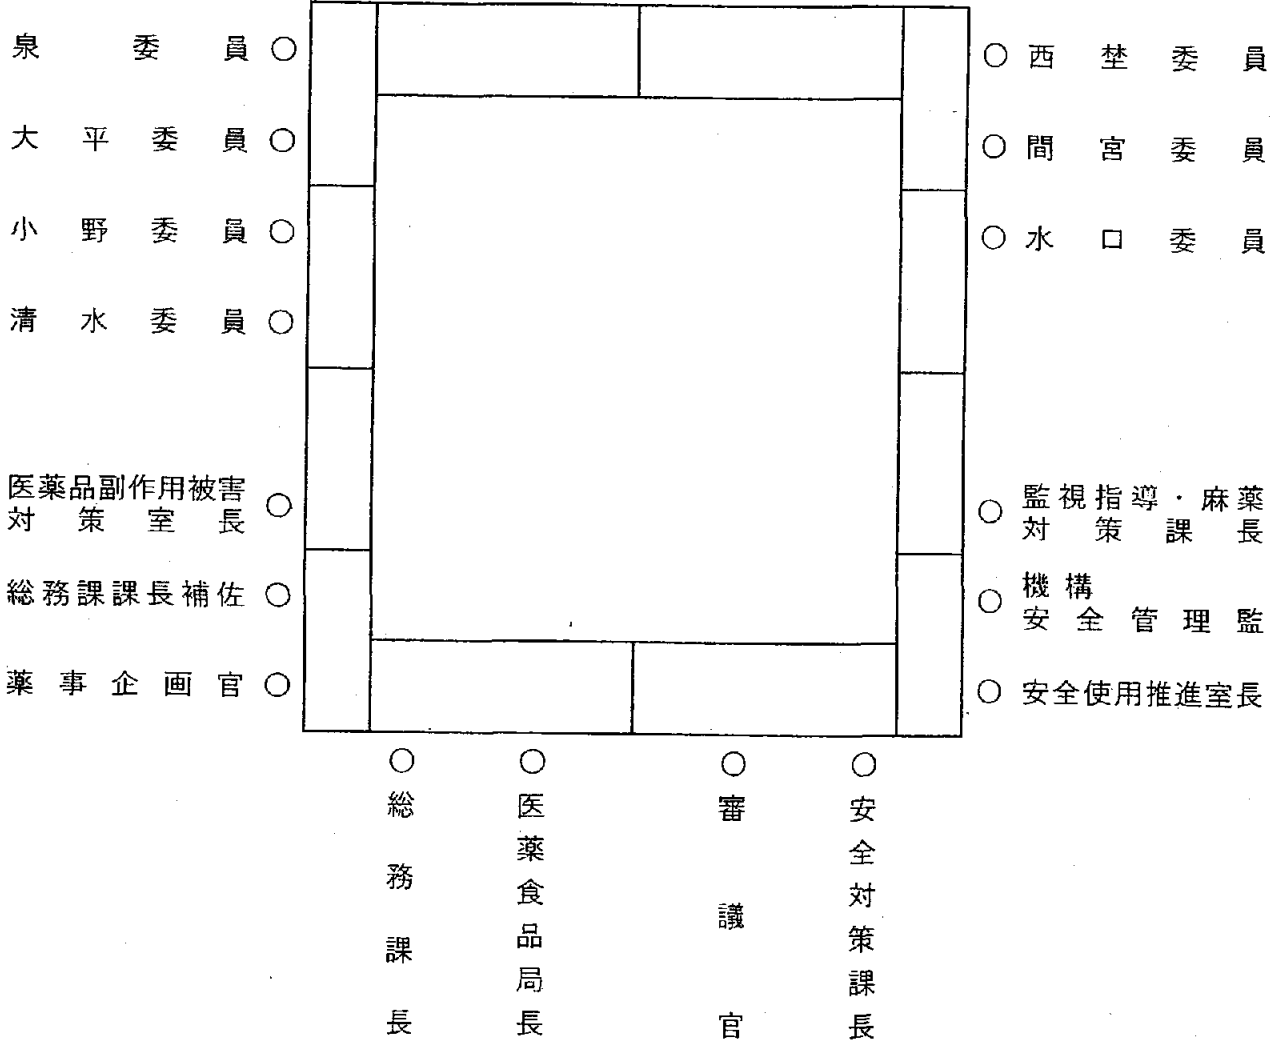 泉委員○
大平委員○
小野委員○
清水委員○
医薬品副作用被害
対策室長○
総務課課長補佐○
薬事企画官○
○西埜委員
○間宮委員
○水口委員
○監視指導・麻薬
対策課長
○機構
安全管理監
○安全使用推進室長
○総務課長
○医薬食品局長
○審議官
○安全対策課長